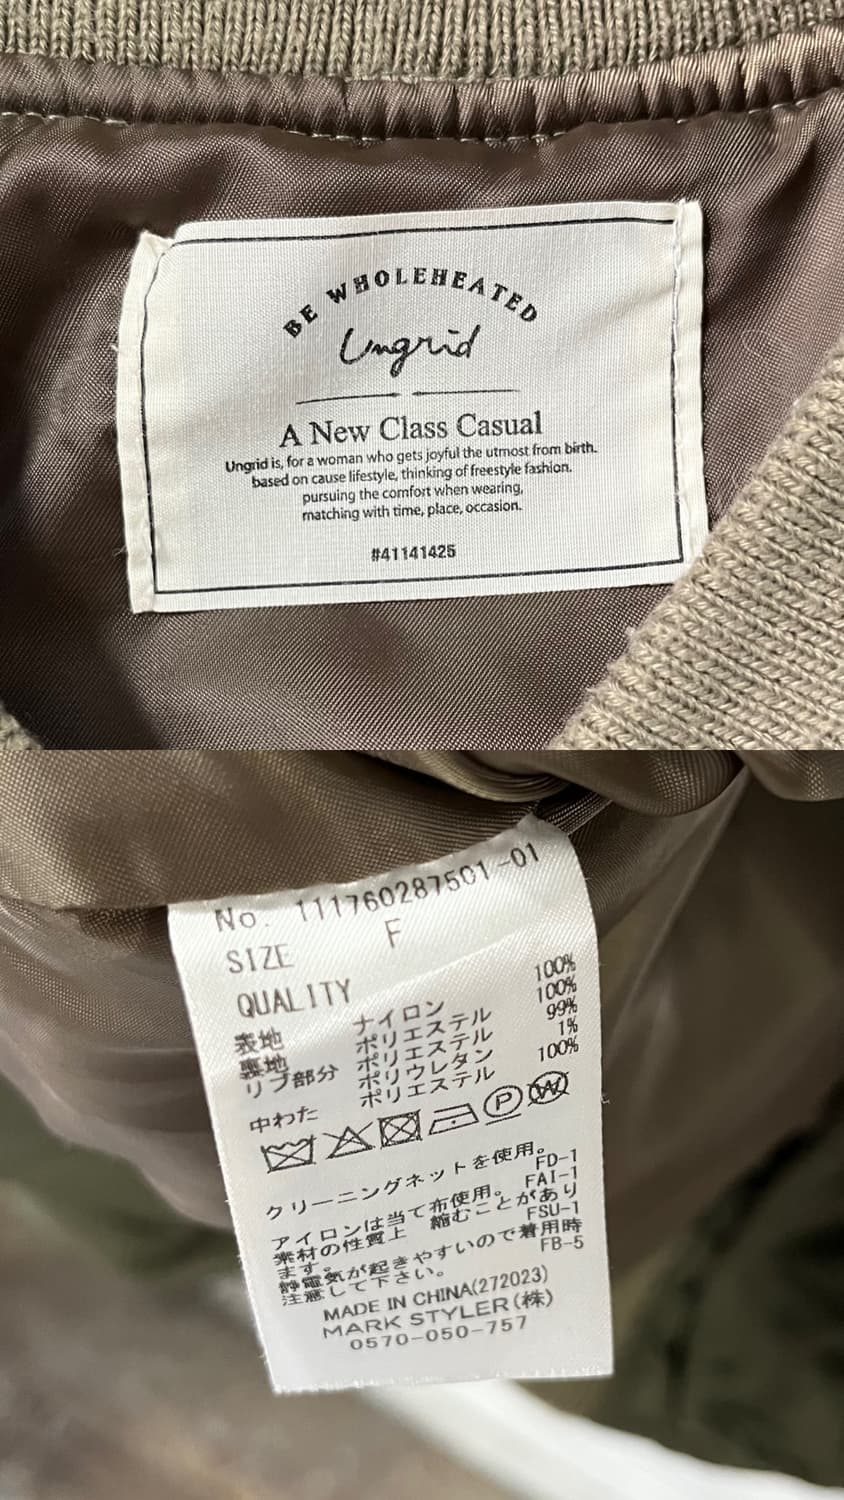 BE WHOLEHEATED
Ungrid
A New Class Casual
Ungrid is, for a woman who gets joyful the utmost from birth.
based on cause lifestyle, thinking of freestyle fashion.
pursuing the comfort when wearing,
matching with time, place, occasion.
#41141425
No. 111760287501-01
SIZE F
QUALITY
表地 ナイロン 100%
裏地 ポリエステル 100%
リブ部分 ポリエステル 99%
ポリウレタン 1%
中わた ポリエステル 100%
P W
クリーニングネットを使用。
FD-1
アイロンは当て布使用。 FAI-1
素材の性質上 縮むことがあり
ます。 FSU-1
静電気が起きやすいので着用時
注意して下さい。 FB-5
MADE IN CHINA(272023)
MARK STYLER(株)
0570-050-757